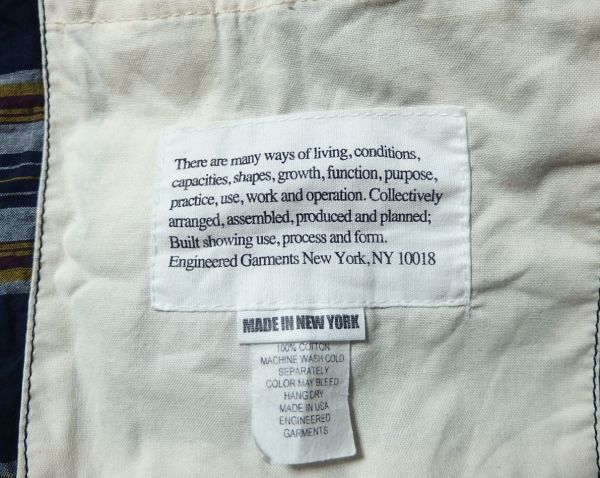 There are many ways of living, conditions,
capacities, shapes, growth, function, purpose,
practice, use, work and operation. Collectively
arranged, assembled, produced and planned;
Built showing use, process and form.
Engineered Garments New York, NY 10018
MADE IN NEW YORK
100% COTTON
MACHINE WASH COLD
SEPARATELY
COLOR MAY BLEED
HANG DRY
MADE IN USA
ENGINEERED
GARMENTS